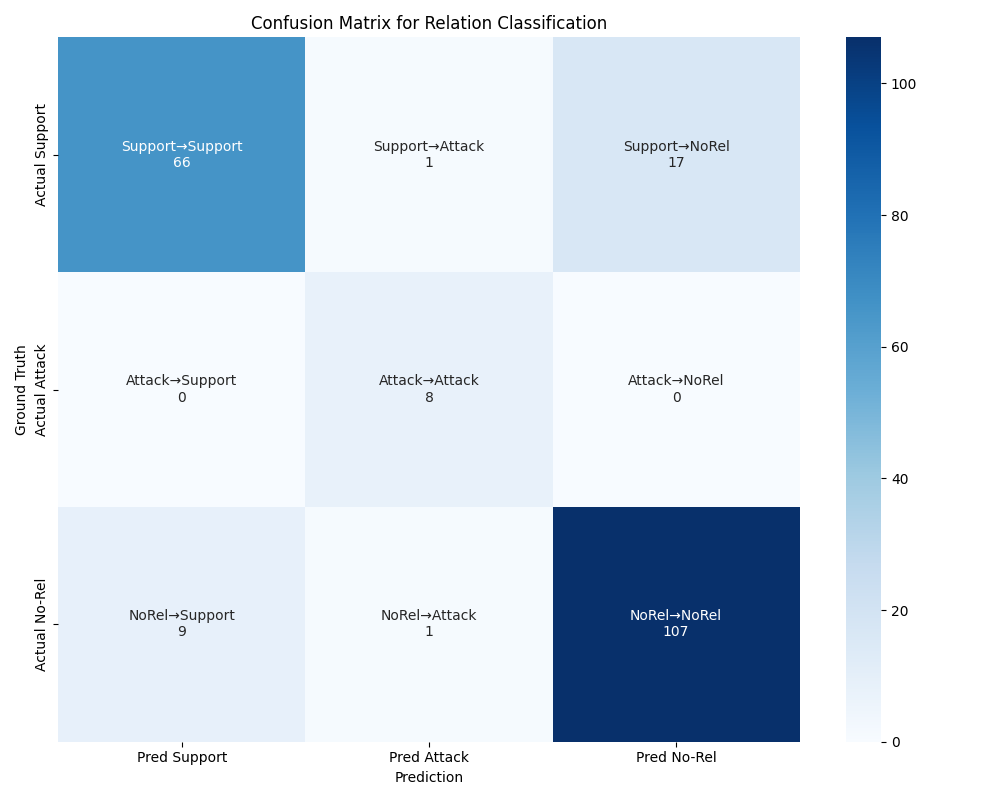 Confusion Matrix for Relation Classification
Ground Truth
Actual Support
Support→Support
66
Support→Attack
1
Support→NoRel
17
Actual Attack
Attack→Support
0
Attack→Attack
8
Attack→NoRel
0
Actual No-Rel
NoRel→Support
9
NoRel→Attack
1
NoRel→NoRel
107
Pred Support
Pred Attack
Pred No-Rel
Prediction
100
80
60
40
20
0